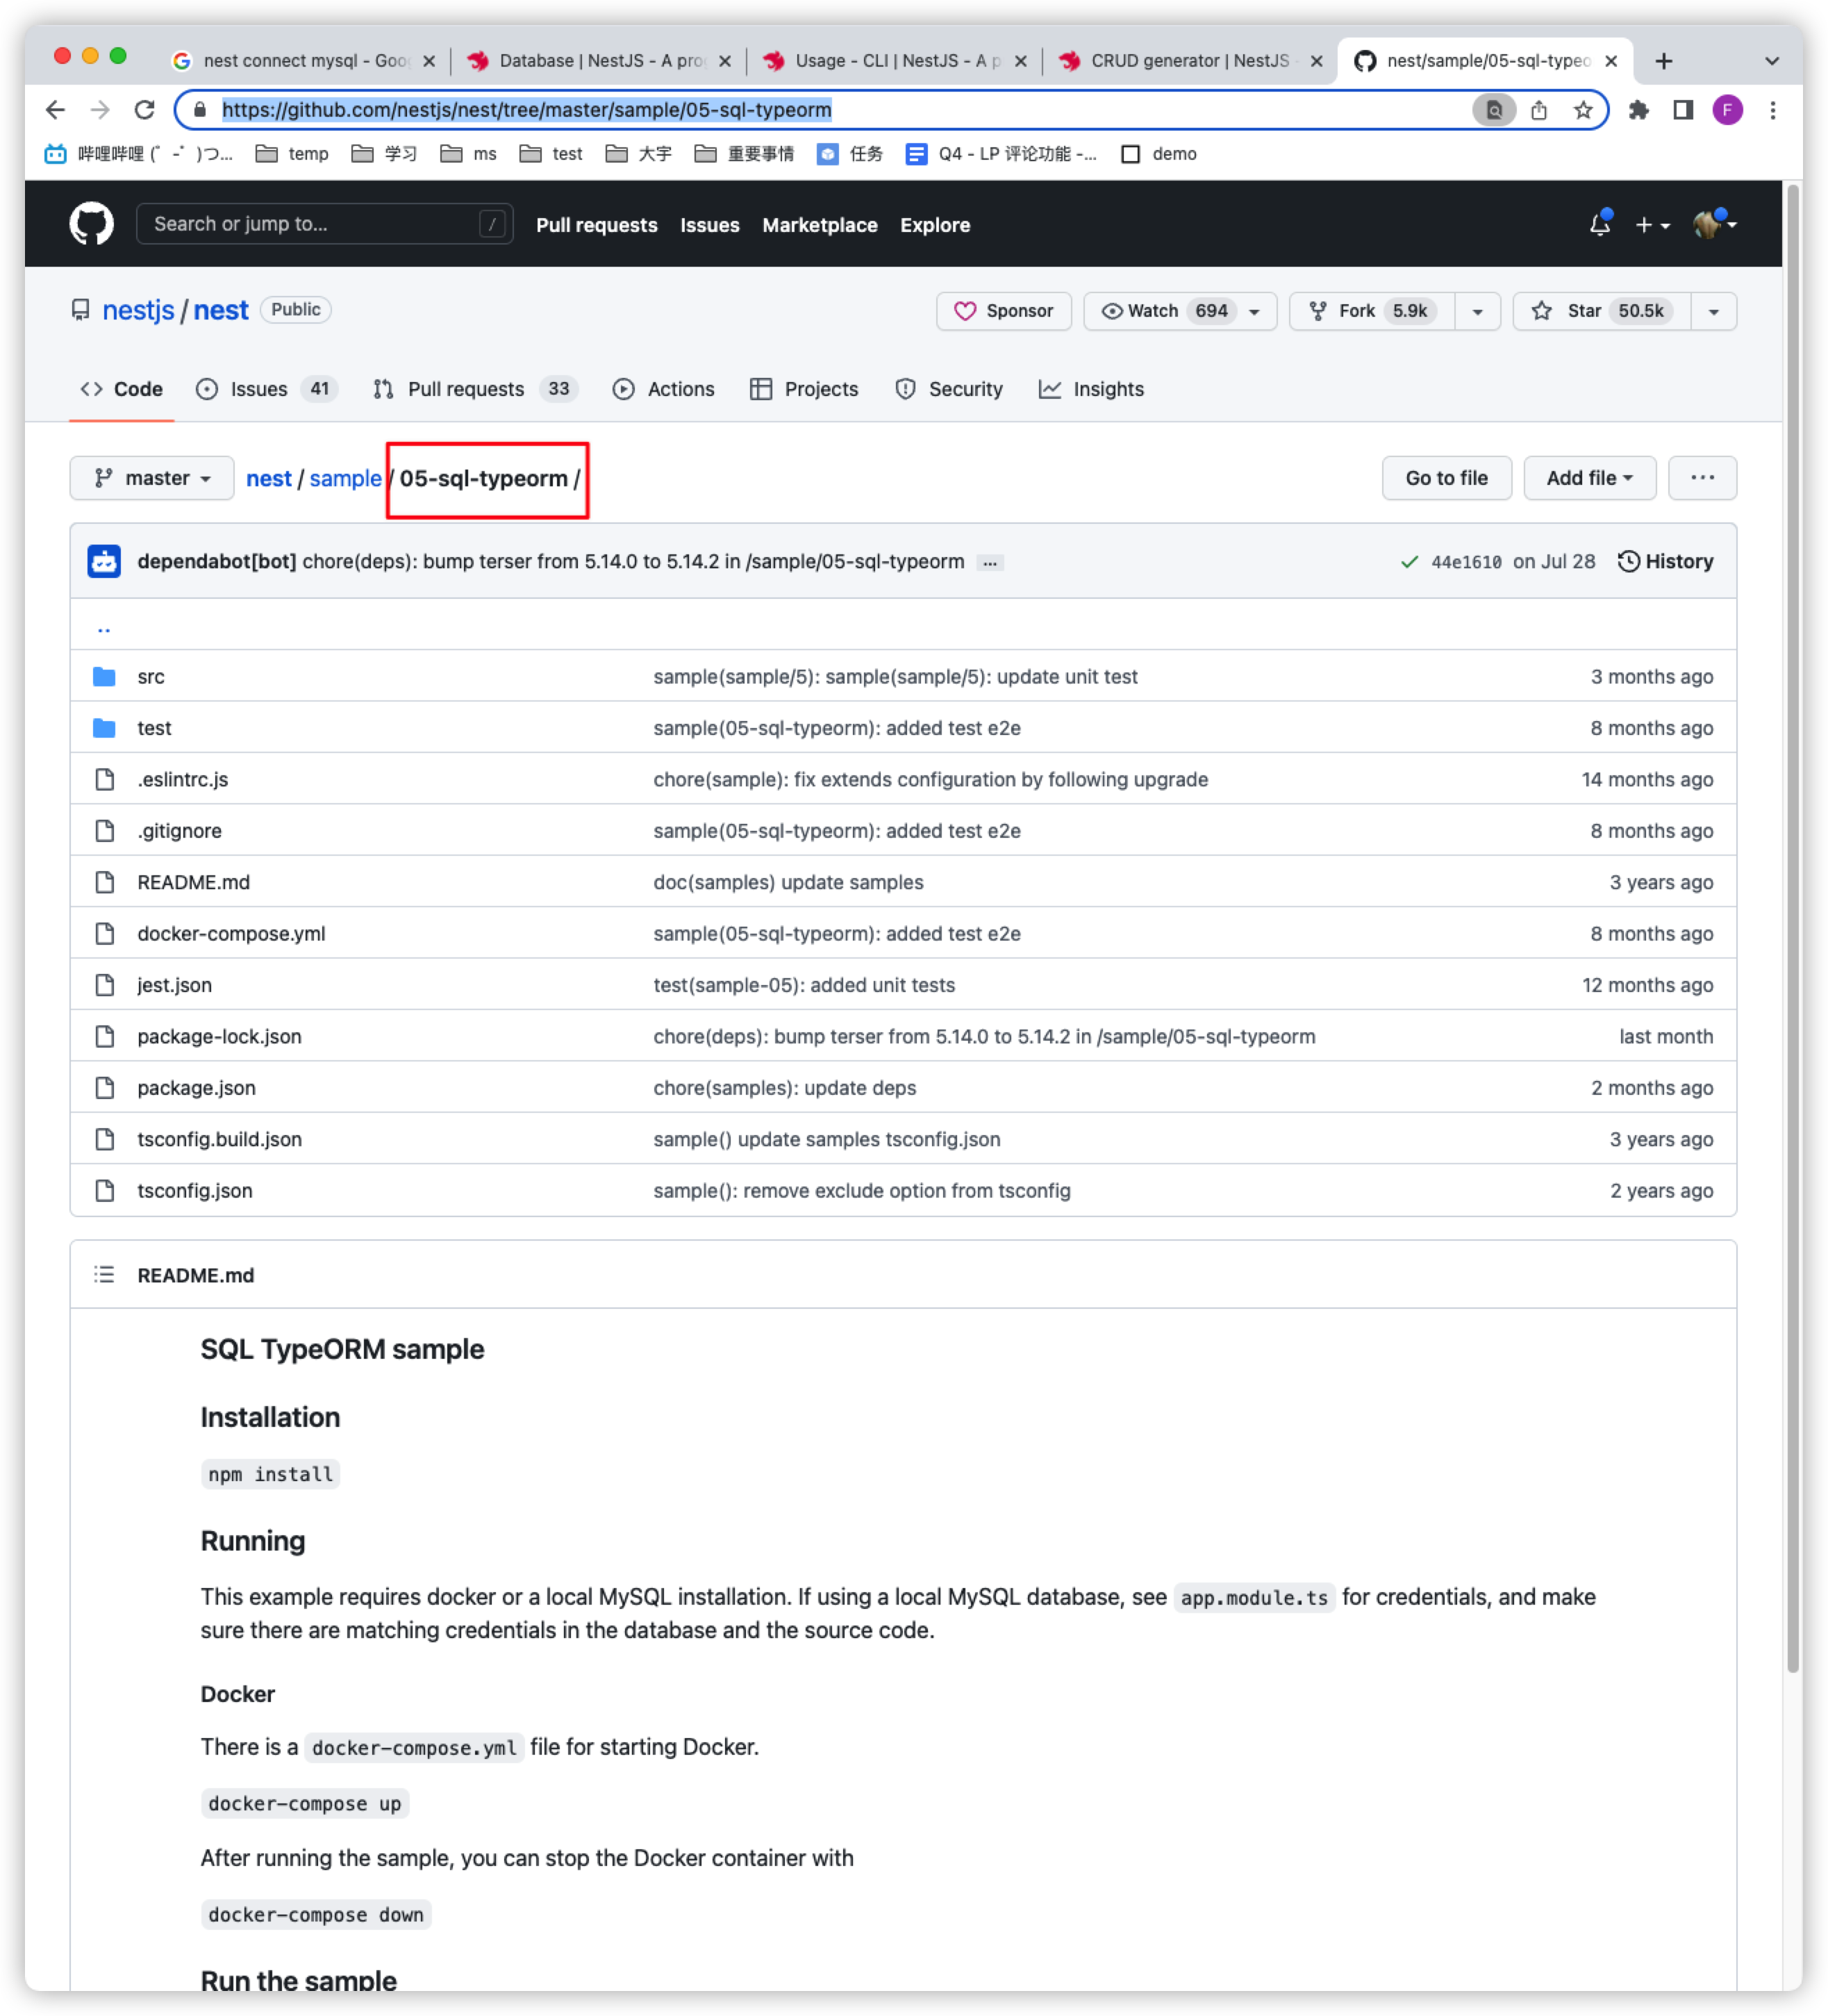 nest connect mysql - Goo
Database | NestJS - A pro
Usage - CLI | NestJS - A p
CRUD generator | NestJS -
nest/sample/05-sql-typeo
https://github.com/nestjs/nest/tree/master/sample/05-sql-typeorm
F
哔哩哔哩 (゜-゜)つ...
temp
学习
ms
test
大宇
重要事情
任务
Q4 - LP 评论功能 -...
demo
Search or jump to...
/
Pull requests
Issues
Marketplace
Explore
nestjs / nest
Public
Sponsor
Watch 694
Fork 5.9k
Star 50.5k
Code
Issues 41
Pull requests 33
Actions
Projects
Security
Insights
master
nest / sample / 05-sql-typeorm /
Go to file
Add file
...
dependabot[bot] chore(deps): bump terser from 5.14.0 to 5.14.2 in /sample/05-sql-typeorm ...
44e1610 on Jul 28
History
..
src sample(sample/5): sample(sample/5): update unit test 3 months ago
test sample(05-sql-typeorm): added test e2e 8 months ago
.eslintrc.js chore(sample): fix extends configuration by following upgrade 14 months ago
.gitignore sample(05-sql-typeorm): added test e2e 8 months ago
README.md doc(samples) update samples 3 years ago
docker-compose.yml sample(05-sql-typeorm): added test e2e 8 months ago
jest.json test(sample-05): added unit tests 12 months ago
package-lock.json chore(deps): bump terser from 5.14.0 to 5.14.2 in /sample/05-sql-typeorm last month
package.json chore(samples): update deps 2 months ago
tsconfig.build.json sample() update samples tsconfig.json 3 years ago
tsconfig.json sample(): remove exclude option from tsconfig 2 years ago
README.md
SQL TypeORM sample
Installation
npm install
Running
This example requires docker or a local MySQL installation. If using a local MySQL database, see app.module.ts for credentials, and make
sure there are matching credentials in the database and the source code.
Docker
There is a docker-compose.yml file for starting Docker.
docker-compose up
After running the sample, you can stop the Docker container with
docker-compose down
Run the sample